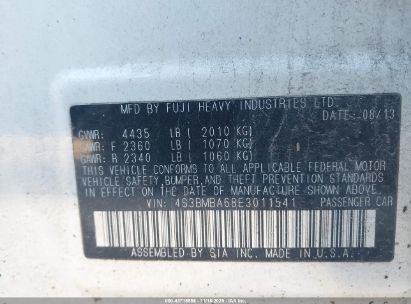 MFD BY FUJI HEAVY INDUSTRIES LTD.
DATE: 08/13
GVWR: 4435 LB ( 2010 KG)
GAWR: F 2360 LB ( 1070 KG)
GAWR: R 2340 LB ( 1060 KG)
THIS VEHICLE CONFORMS TO ALL APPLICABLE FEDERAL MOTOR
VEHICLE SAFETY, BUMPER, AND THEFT PREVENTION STANDARDS
IN EFFECT ON THE DATE OF MANUFACTURE SHOWN ABOVE.
VIN: 4S3BMBA68E3011541 PASSENGER CAR
ASSEMBLED BY SIA IN U.S.A.